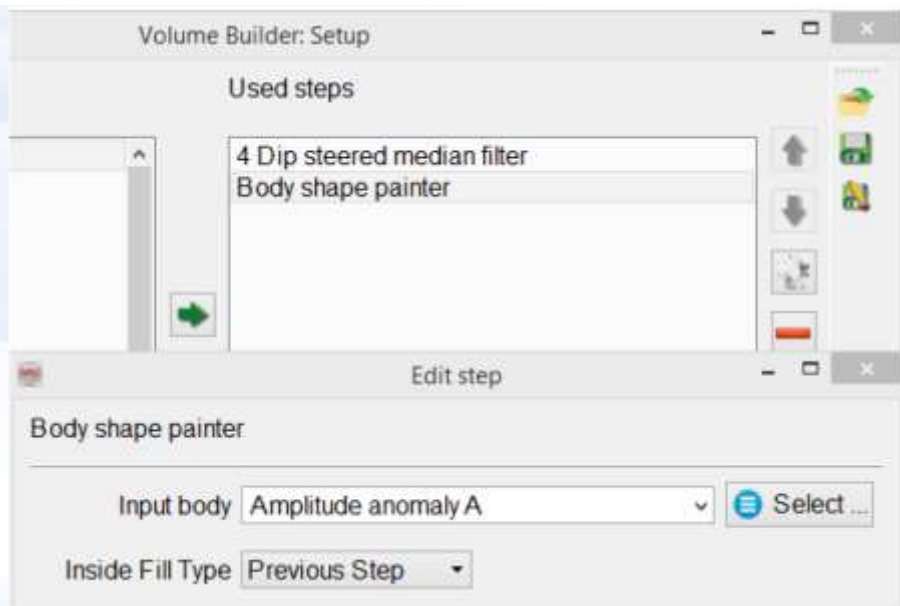 Volume Builder: Setup
Used steps
4 Dip steered median filter
Body shape painter
Edit step
Body shape painter
Input body Amplitude anomaly A Select ...
Inside Fill Type Previous Step